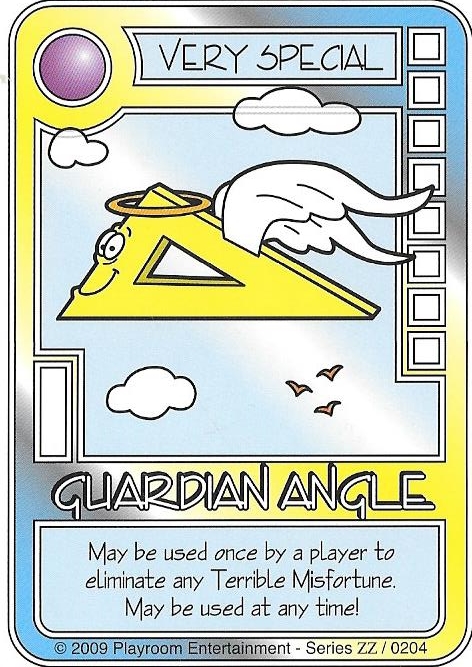 VERY SPECIAL
GUARDIAN ANGLE
May be used once by a player to
eliminate any Terrible Misfortune.
May be used at any time!
© 2009 Playroom Entertainment - Series ZZ / 0204